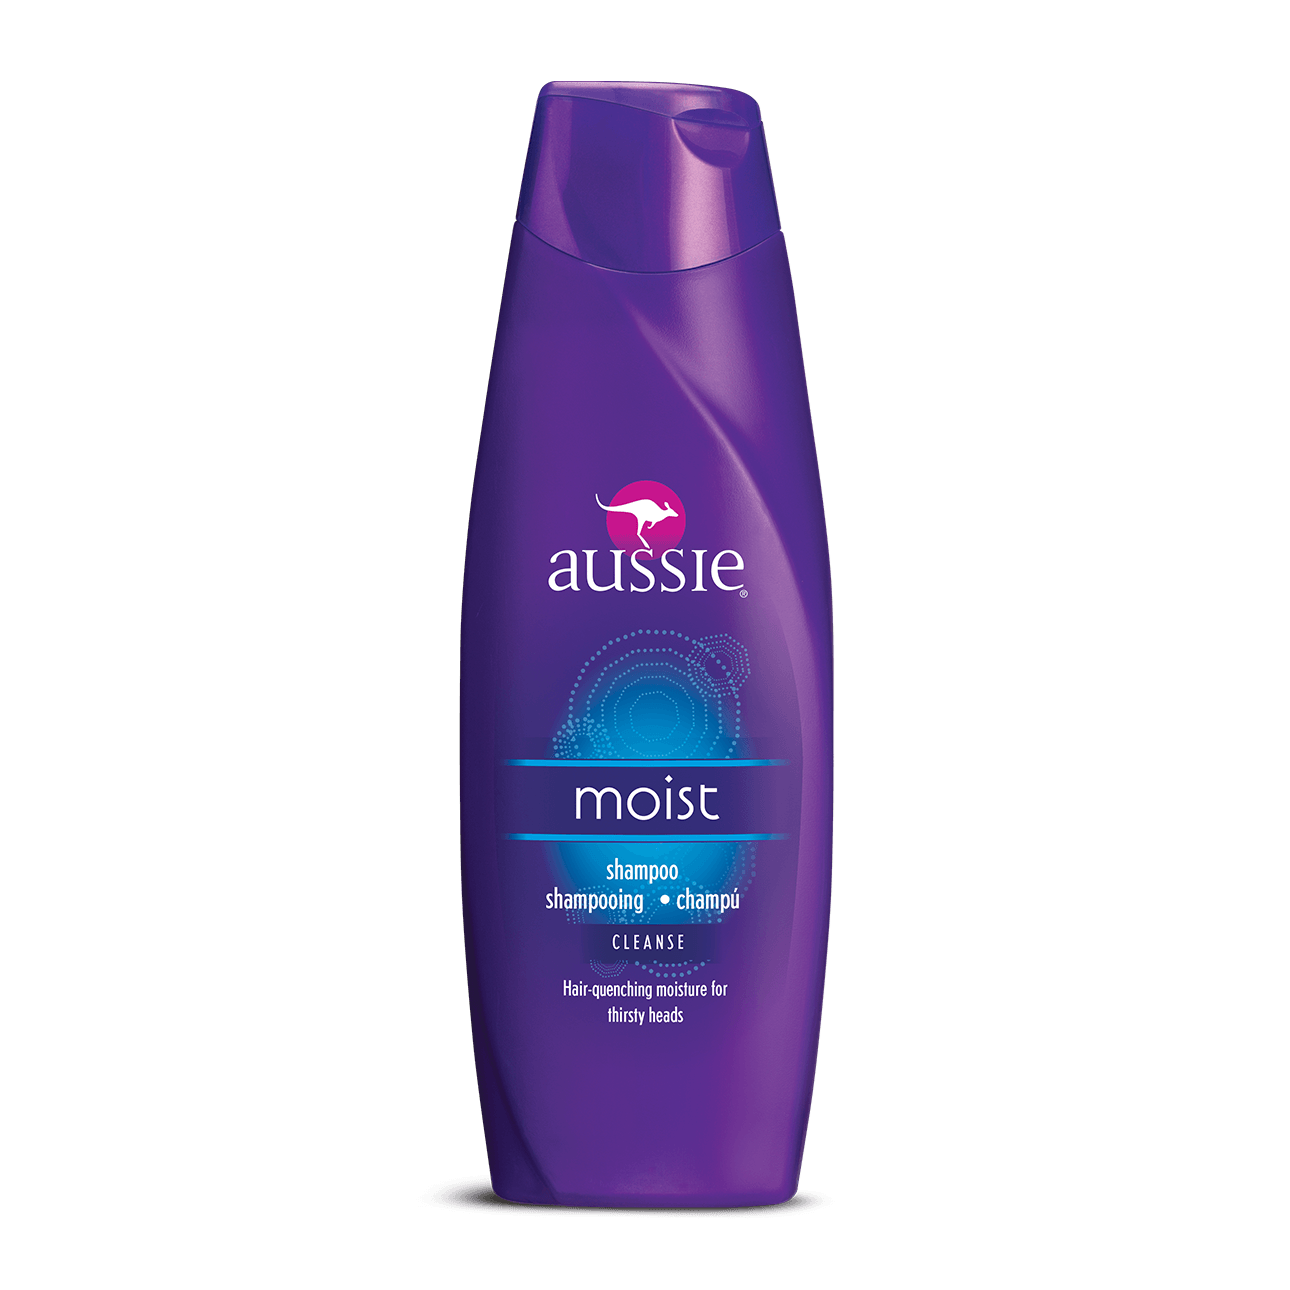 aussie®
moist
shampoo
shampooing • champú
CLEANSE
Hair-quenching moisture for
thirsty heads